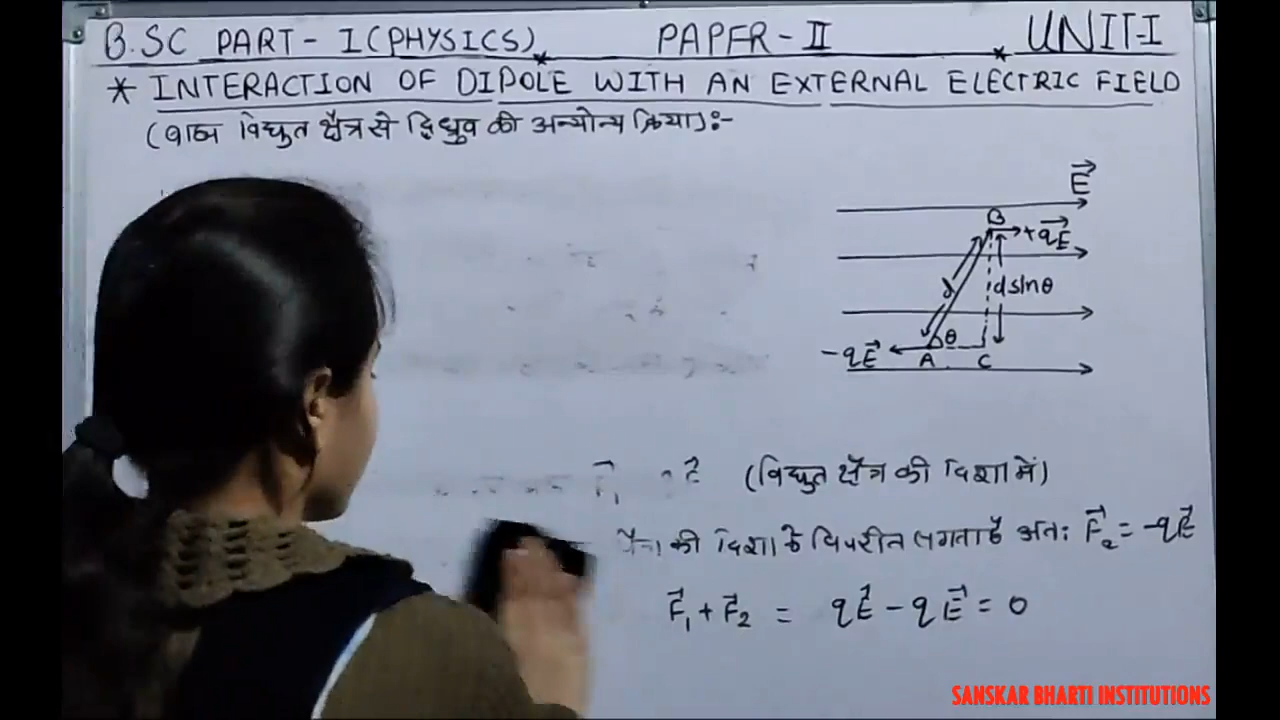 B.SC PART - I (PHYSICS) PAPER - II UNIT-I
* INTERACTION OF DIPOLE WITH AN EXTERNAL ELECTRIC FIELD
(बाह्य विद्युत क्षैत्र से द्विध्रुव की अन्योन्य क्रिया):-
E⃗
B
+qE⃗
d
dsinθ
θ
-qE⃗
A
C
F⃗₁ (विद्युत क्षैत्र की दिशा में)
की दिशा के विपरीत लगता है अतः F⃗₂ = -qE⃗
F⃗₁ + F⃗₂ = qE⃗ - qE⃗ = 0
SANSKAR BHARTI INSTITUTIONS